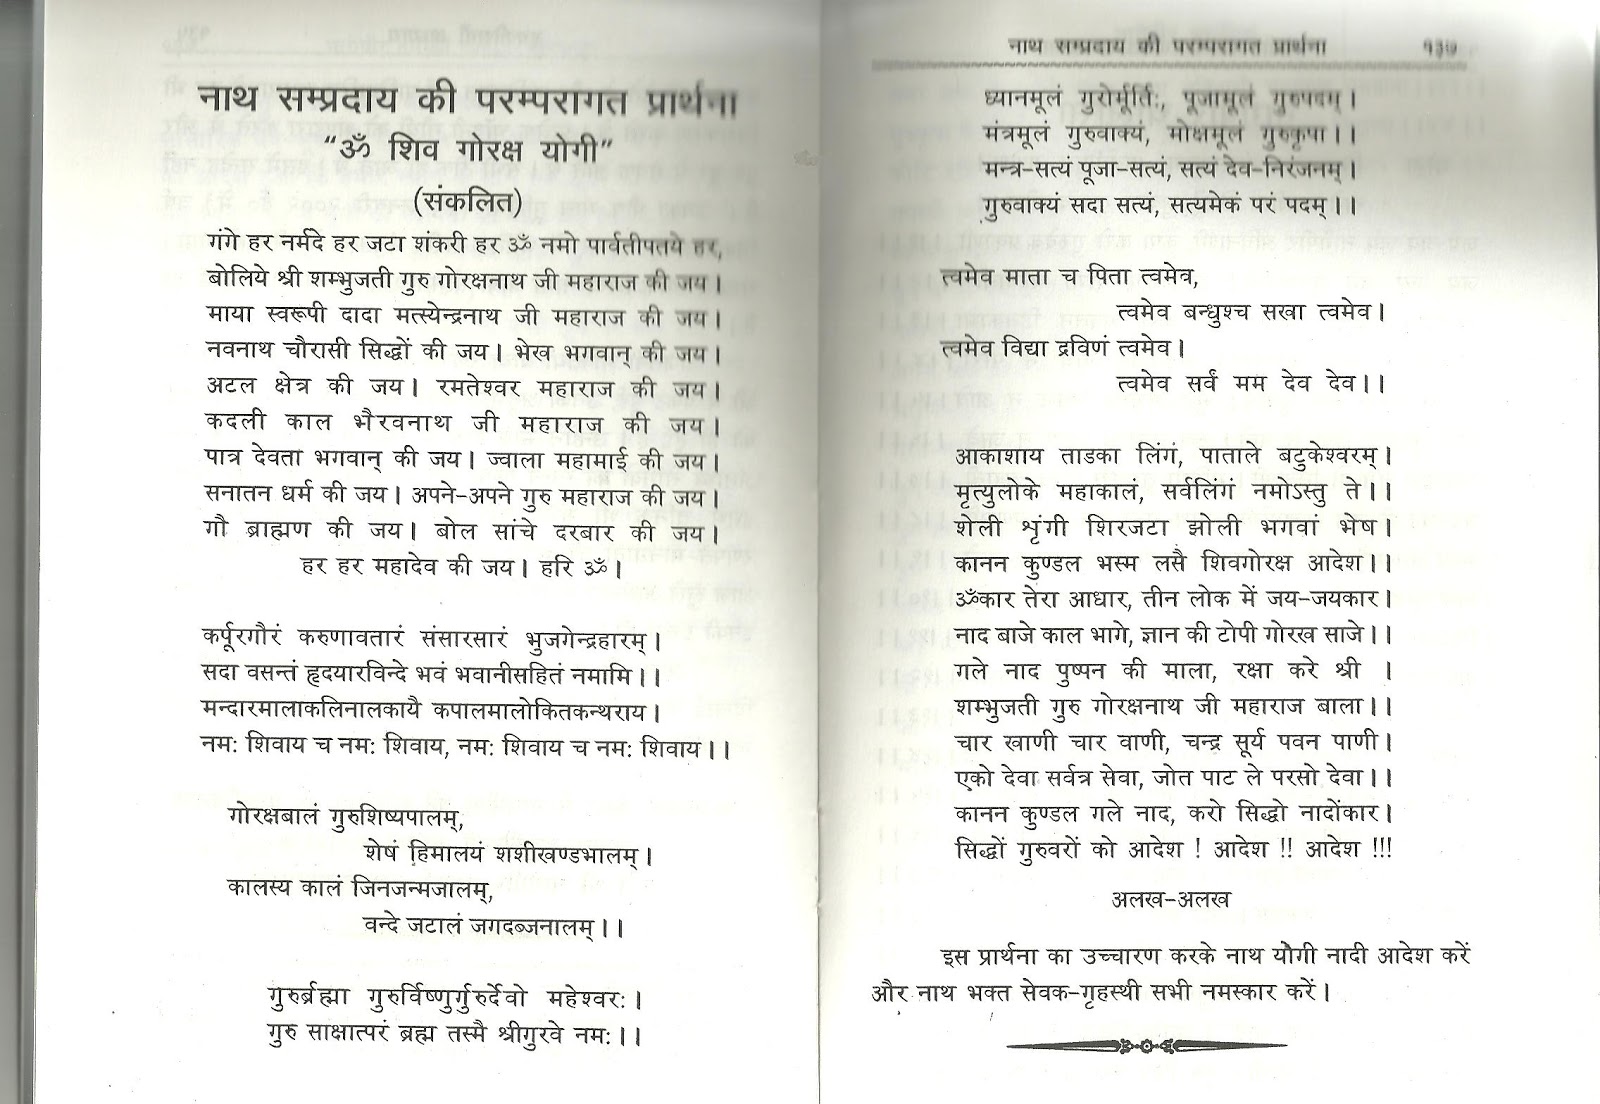 नाथ सम्प्रदाय की परम्परागत प्रार्थना
“ॐ शिव गोरक्ष योगी”
(संकलित)
गंगे हर नर्मदे हर जटा शंकरी हर ॐ नमो पार्वतीपतये हर,
बोलिये श्री शम्भुजती गुरु गोरक्षनाथ जी महाराज की जय।
माया स्वरूपी दादा मत्स्येन्द्रनाथ जी महाराज की जय।
नवनाथ चौरासी सिद्धों की जय। भेख भगवान् की जय।
अटल क्षेत्र की जय। रमतेश्वर महाराज की जय।
कदली काल भैरवनाथ जी महाराज की जय।
पात्र देवता भगवान् की जय। ज्वाला महामाई की जय।
सनातन धर्म की जय। अपने-अपने गुरु महाराज की जय।
गौ ब्राह्मण की जय। बोल सांचे दरबार की जय।
हर हर महादेव की जय। हरि ॐ।
कर्पूरगौरं करुणावतारं संसारसारं भुजगेन्द्रहारम्।
सदा वसन्तं हृदयारविन्दे भवं भवानीसहितं नमामि।।
मन्दारमालाकलिनालकायै कपालमालोकितकन्थराय।
नमः शिवाय च नमः शिवाय, नमः शिवाय च नमः शिवाय।।
गोरक्षबालं गुरुशिष्यपालम्,
शेषं हिमालयं शशीखण्डभालम्।
कालस्य कालं जिनजन्मजालम्,
वन्दे जटालं जगदब्जनालम्।।
गुरुर्ब्रह्मा गुरुर्विष्णुर्गुरुर्देवो महेश्वरः।
गुरु साक्षात्परं ब्रह्म तस्मै श्रीगुरवे नमः।।
नाथ सम्प्रदाय की परम्परागत प्रार्थना १३७
ध्यानमूलं गुरोर्मूर्तिः, पूजामूलं गुरुपदम्।
मंत्रमूलं गुरुवाक्यं, मोक्षमूलं गुरुकृपा।।
मन्त्र-सत्यं पूजा-सत्यं, सत्यं देव-निरंजनम्।
गुरुवाक्यं सदा सत्यं, सत्यमेकं परं पदम्।।
त्वमेव माता च पिता त्वमेव,
त्वमेव बन्धुश्च सखा त्वमेव।
त्वमेव विद्या द्रविणं त्वमेव।
त्वमेव सर्वं मम देव देव।।
आकाशाय ताडका लिंगं, पाताले बटुकेश्वरम्।
मृत्युलोके महाकालं, सर्वलिंगं नमोऽस्तु ते।।
शेली शृंगी शिरजटा झोली भगवां भेष।
कानन कुण्डल भस्म लसै शिवगोरक्ष आदेश।।
ॐकार तेरा आधार, तीन लोक में जय-जयकार।
नाद बाजे काल भागे, ज्ञान की टोपी गोरख साजे।।
गले नाद पुष्पन की माला, रक्षा करे श्री ।
शम्भुजती गुरु गोरक्षनाथ जी महाराज बाला।।
चार खाणी चार वाणी, चन्द्र सूर्य पवन पाणी।
एको देवा सर्वत्र सेवा, जोत पाट ले परसो देवा।।
कानन कुण्डल गले नाद, करो सिद्धो नादोंकार।
सिद्धों गुरुवरों को आदेश ! आदेश !! आदेश !!!
अलख-अलख
इस प्रार्थना का उच्चारण करके नाथ योगी नादी आदेश करें
और नाथ भक्त सेवक-गृहस्थी सभी नमस्कार करें।